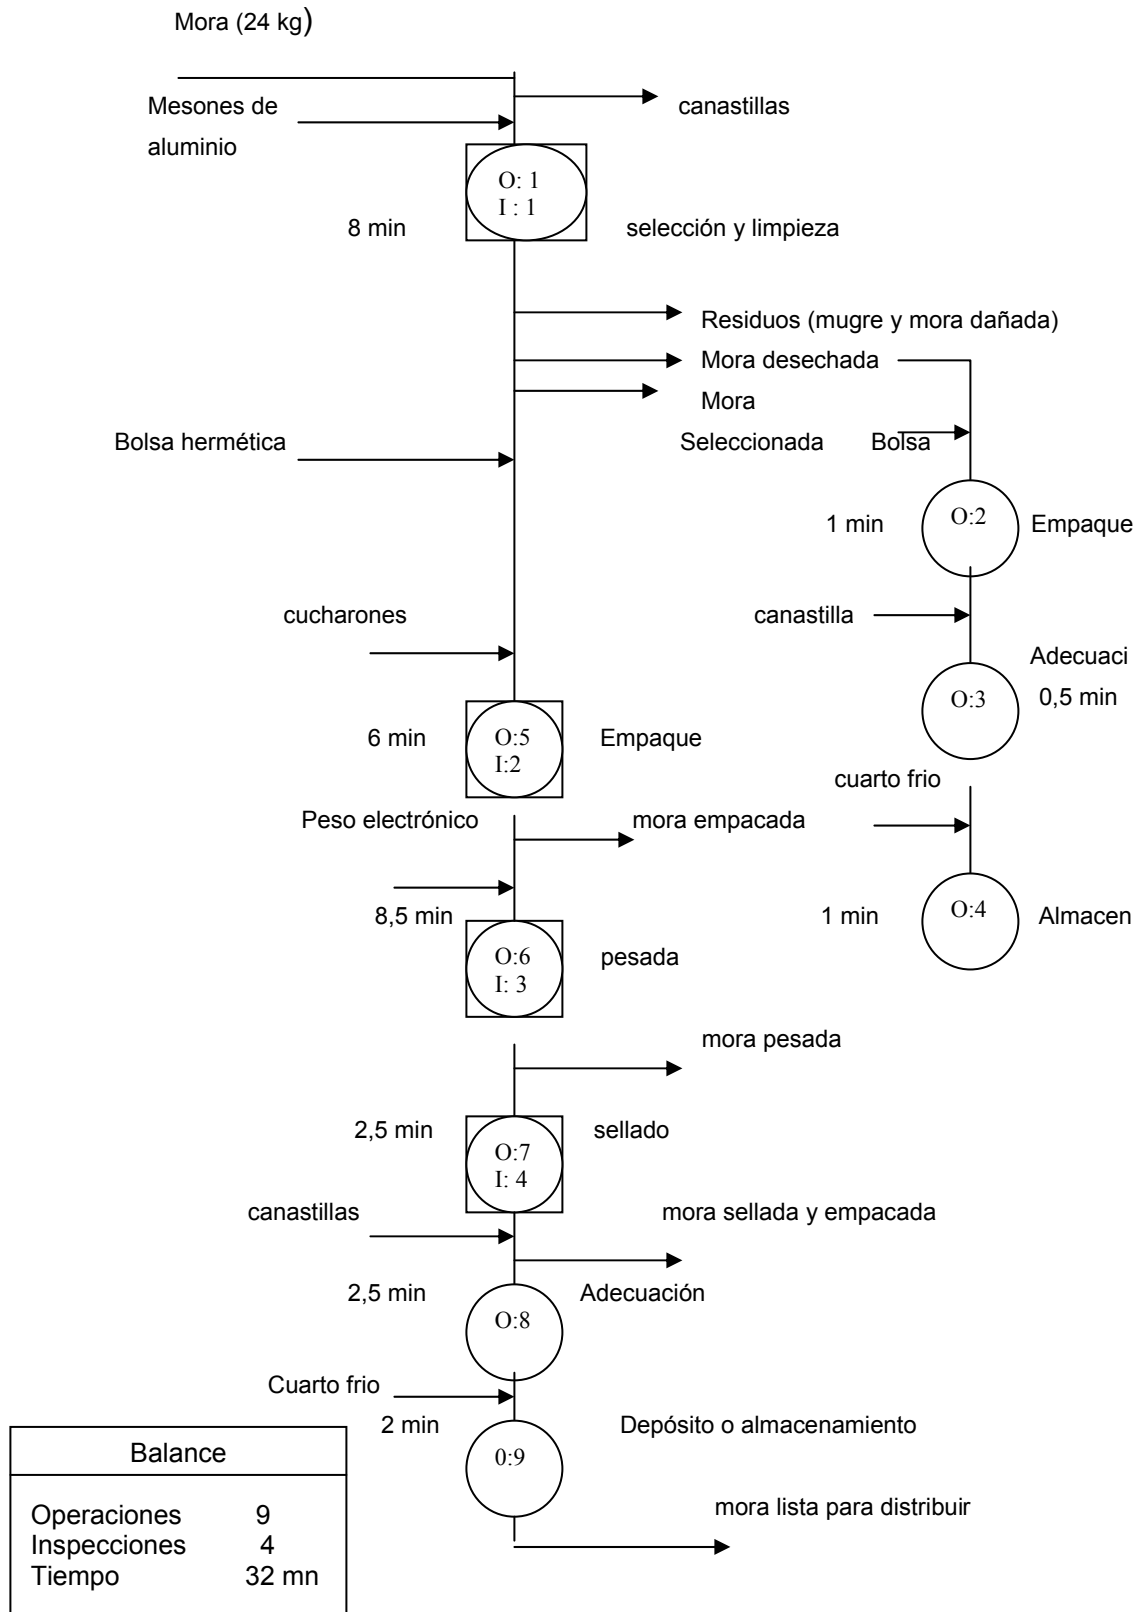 Mora (24 kg)
Mesones de
aluminio
canastillas
O: 1
I : 1
8 min
selección y limpieza
Residuos (mugre y mora dañada)
Mora desechada
Mora
Seleccionada
Bolsa
Bolsa hermética
O:2
1 min
Empaque
cucharones
canastilla
Adecuaci
0,5 min
O:3
O:5
I:2
6 min
Empaque
cuarto frio
Peso electrónico
mora empacada
8,5 min
O:6
I: 3
pesada
1 min
O:4
Almacen
mora pesada
2,5 min
O:7
I: 4
sellado
canastillas
mora sellada y empacada
2,5 min
Adecuación
O:8
Cuarto frio
2 min
Depósito o almacenamiento
0:9
mora lista para distribuir
Balance
Operaciones 9
Inspecciones 4
Tiempo 32 mn